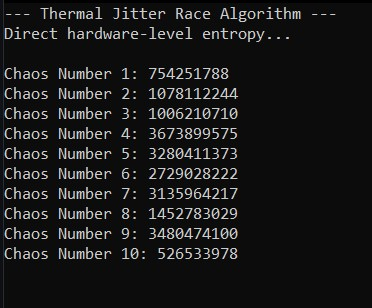 --- Thermal Jitter Race Algorithm ---
Direct hardware-level entropy...
Chaos Number 1: 754251788
Chaos Number 2: 1078112244
Chaos Number 3: 1006210710
Chaos Number 4: 3673899575
Chaos Number 5: 3280411373
Chaos Number 6: 2729028222
Chaos Number 7: 3135964217
Chaos Number 8: 1452783029
Chaos Number 9: 3480474100
Chaos Number 10: 526533978